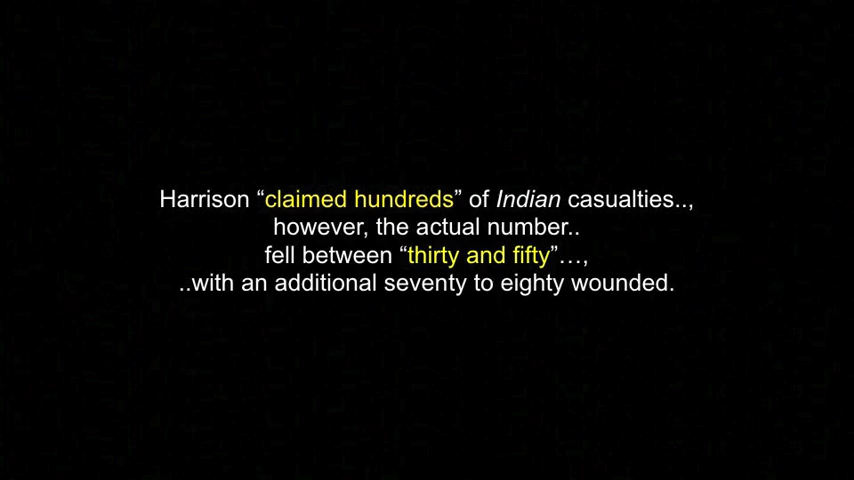 Harrison “claimed hundreds” of Indian casualties..,
however, the actual number..
fell between “thirty and fifty”…,
..with an additional seventy to eighty wounded.